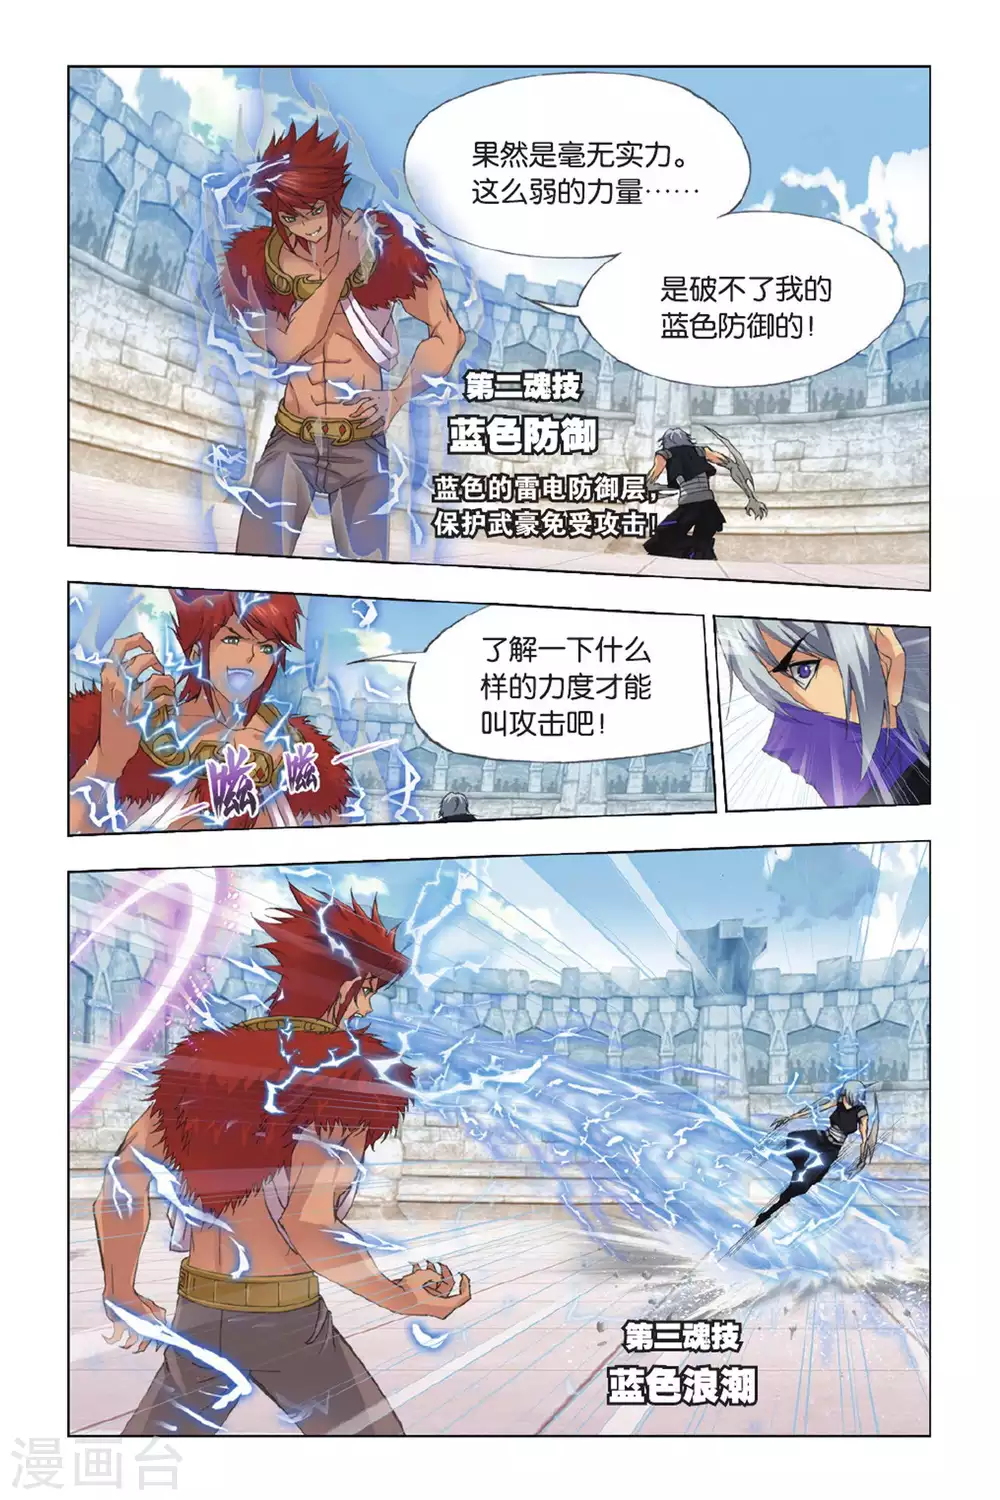 果然是毫无实力。
这么弱的力量……
是破不了我的
蓝色防御的！
第二魂技
蓝色防御
蓝色的雷电防御层，
保护武豪免受攻击！
了解一下什么
样的力度才能
叫攻击吧！
嗞
嗞
第三魂技
蓝色浪潮
漫画台